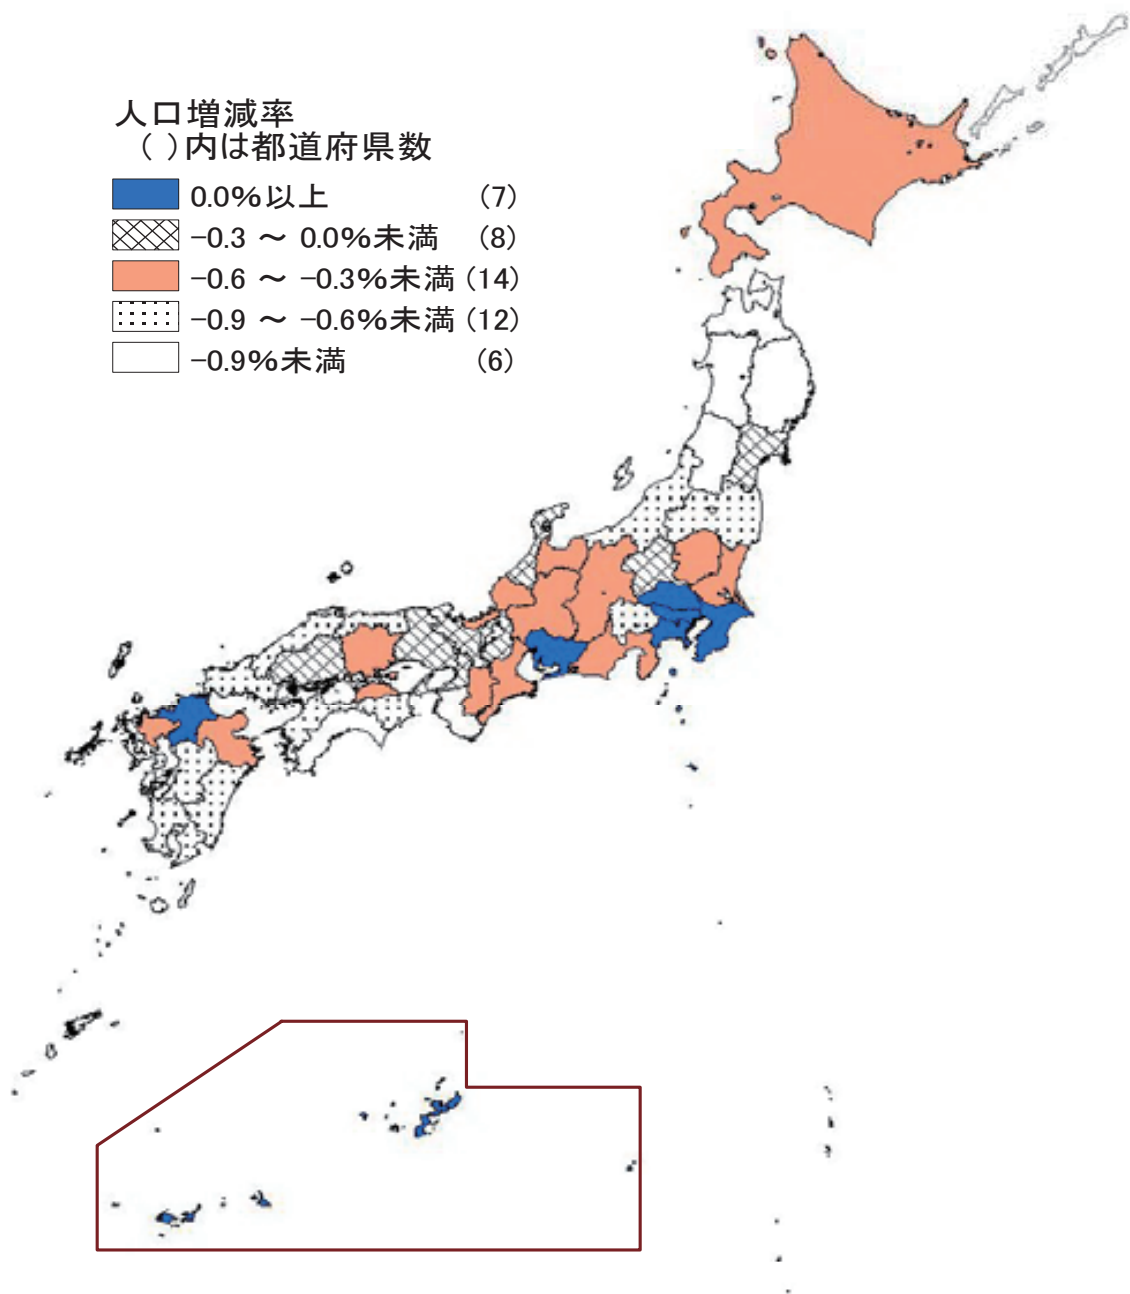 人口増減率
( )内は都道府県数
0.0%以上 (7)
-0.3 ～ 0.0%未満 (8)
-0.6 ～ -0.3%未満 (14)
-0.9 ～ -0.6%未満 (12)
-0.9%未満 (6)